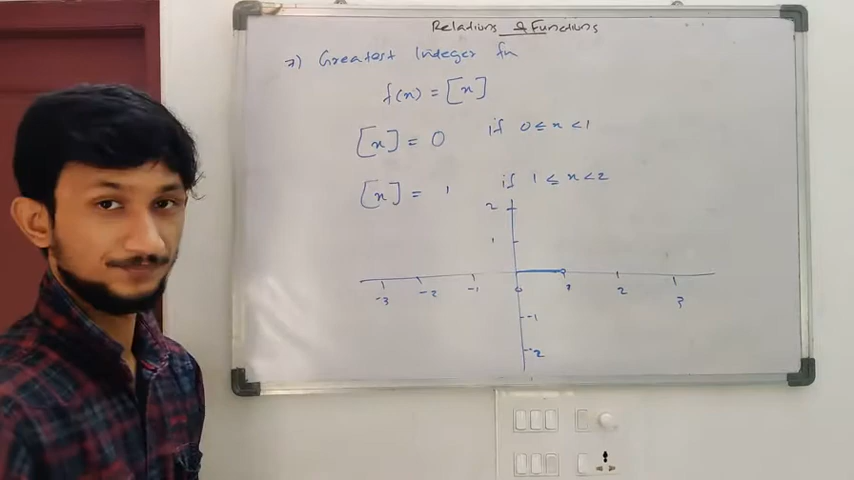 Relations & Functions
7) Greatest Integer fn
f(x) = [x]
[x] = 0 if 0 ≤ x < 1
[x] = 1 if 1 ≤ x < 2
2
1
-3 -2 -1 0 1 2 3
-1
-2